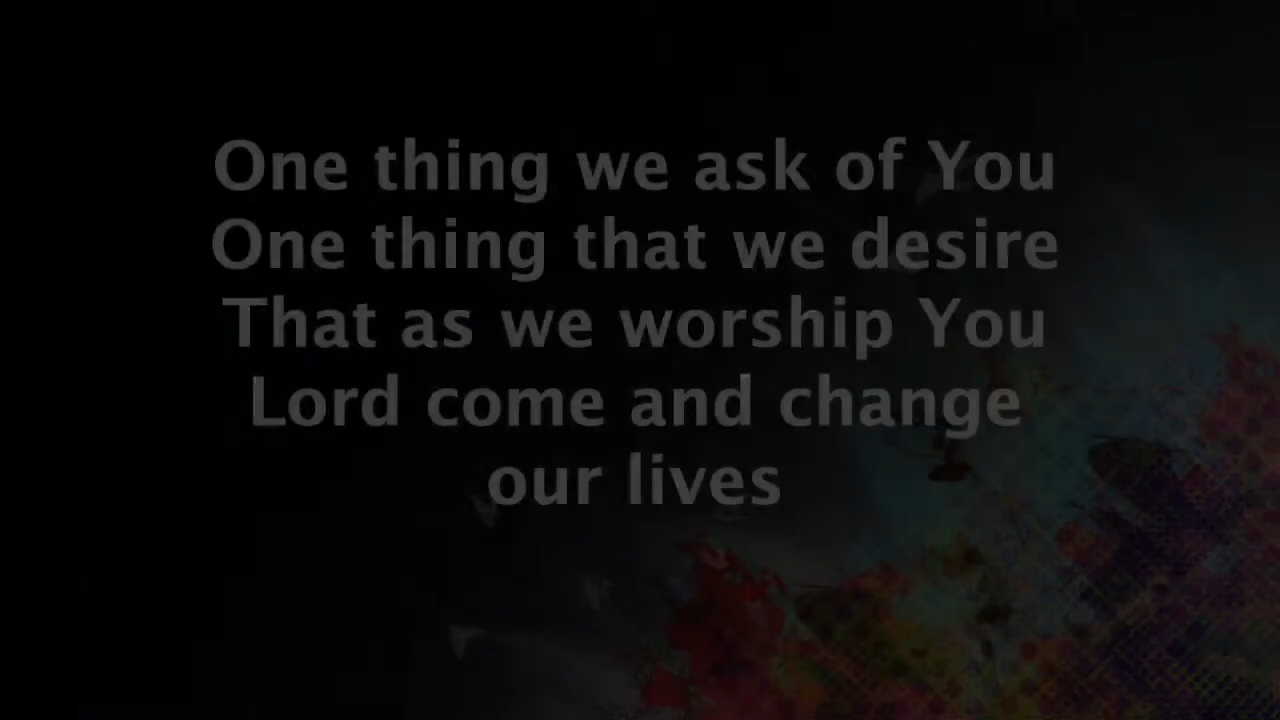 One thing we ask of You
One thing that we desire
That as we worship You
Lord come and change
our lives